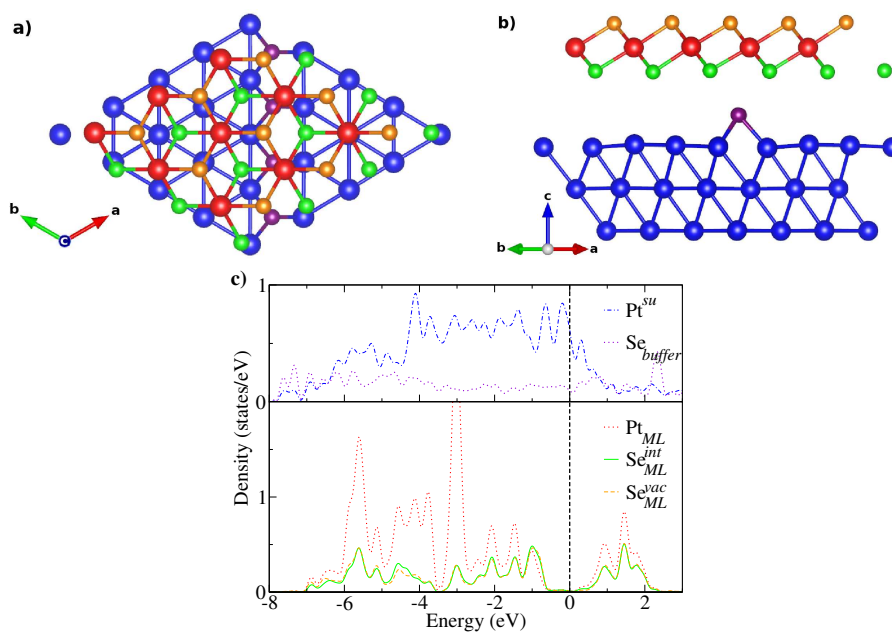 a)
b)
b
c
a
c
b
a
c)
1
Pt^su
Se_buffer
0
Density (states/eV)
Pt_ML
Se^int_ML
Se^vac_ML
1
0
-8 -6 -4 -2 0 2
Energy (eV)